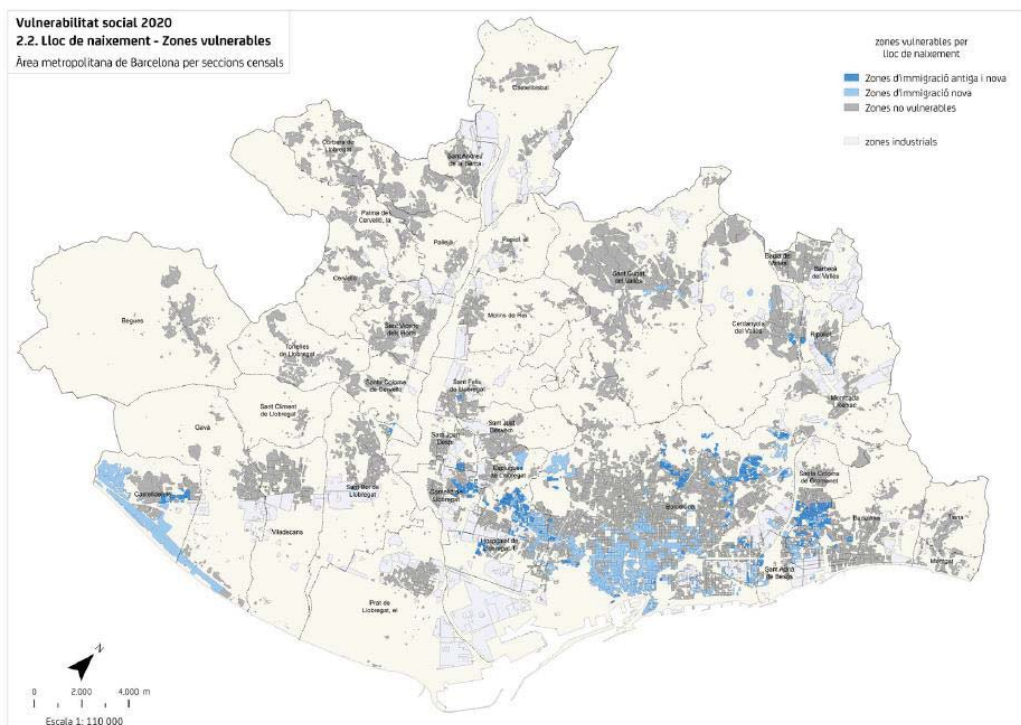 Vulnerabilitat social 2020
2.2. Lloc de naixement - Zones vulnerables
Àrea metropolitana de Barcelona per seccions censals
zones vulnerables per
lloc de naixement
Zones d'immigració antiga i nova
Zones d'immigració nova
Zones no vulnerables
zones industrials
Castellbisbal
Corbera de
Llobregat
Sant Andreu
de la Barca
Palma de
Cervelló, la
Pallejà
Papiol, el
Cervelló
Sant Cugat
del Vallès
Badia del
Vallès
Barberà
del Vallès
Begues
Molins de Rei
Sant Vicenç
dels Horts
Cerdanyola
del Vallès
Ripollet
Torrelles
de Llobregat
Santa Coloma
de Cervelló
Sant Feliu
de Llobregat
Montcada
i Reixac
Sant Climent
de Llobregat
Gavà
Sant Joan
Despí
Sant Just
Desvern
Esplugues
de Llobregat
Santa Coloma
de Gramenet
Castelldefels
Sant Boi de
Llobregat
Cornellà de
Llobregat
Barcelona
Badalona
Tiana
Viladecans
Hospitalet de
Llobregat, l'
Sant Adrià
de Besòs
Montgat
Prat de
Llobregat, el
N
0 2.000 4.000 m
Escala 1: 110 000